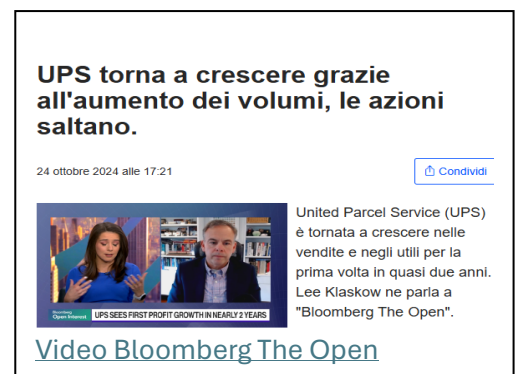 UPS torna a crescere grazie
all'aumento dei volumi, le azioni
saltano.
24 ottobre 2024 alle 17:21
Condividi
United Parcel Service (UPS)
è tornata a crescere nelle
vendite e negli utili per la
prima volta in quasi due anni.
Lee Klaskow ne parla a
"Bloomberg The Open".
Bloomberg
Open Interest
UPS SEES FIRST PROFIT GROWTH IN NEARLY 2 YEARS
Video Bloomberg The Open